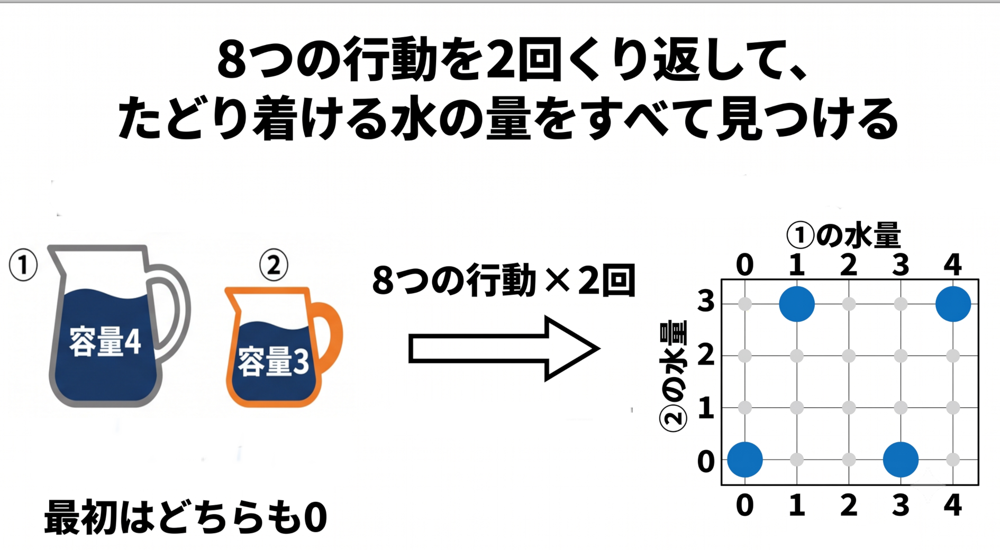 8つの行動を2回くり返して、
たどり着ける水の量をすべて見つける
①
②
容量4
容量3
最初はどちらも0
8つの行動×2回
①の水量
0 1 2 3 4
②の水量
3
2
1
0
0 1 2 3 4